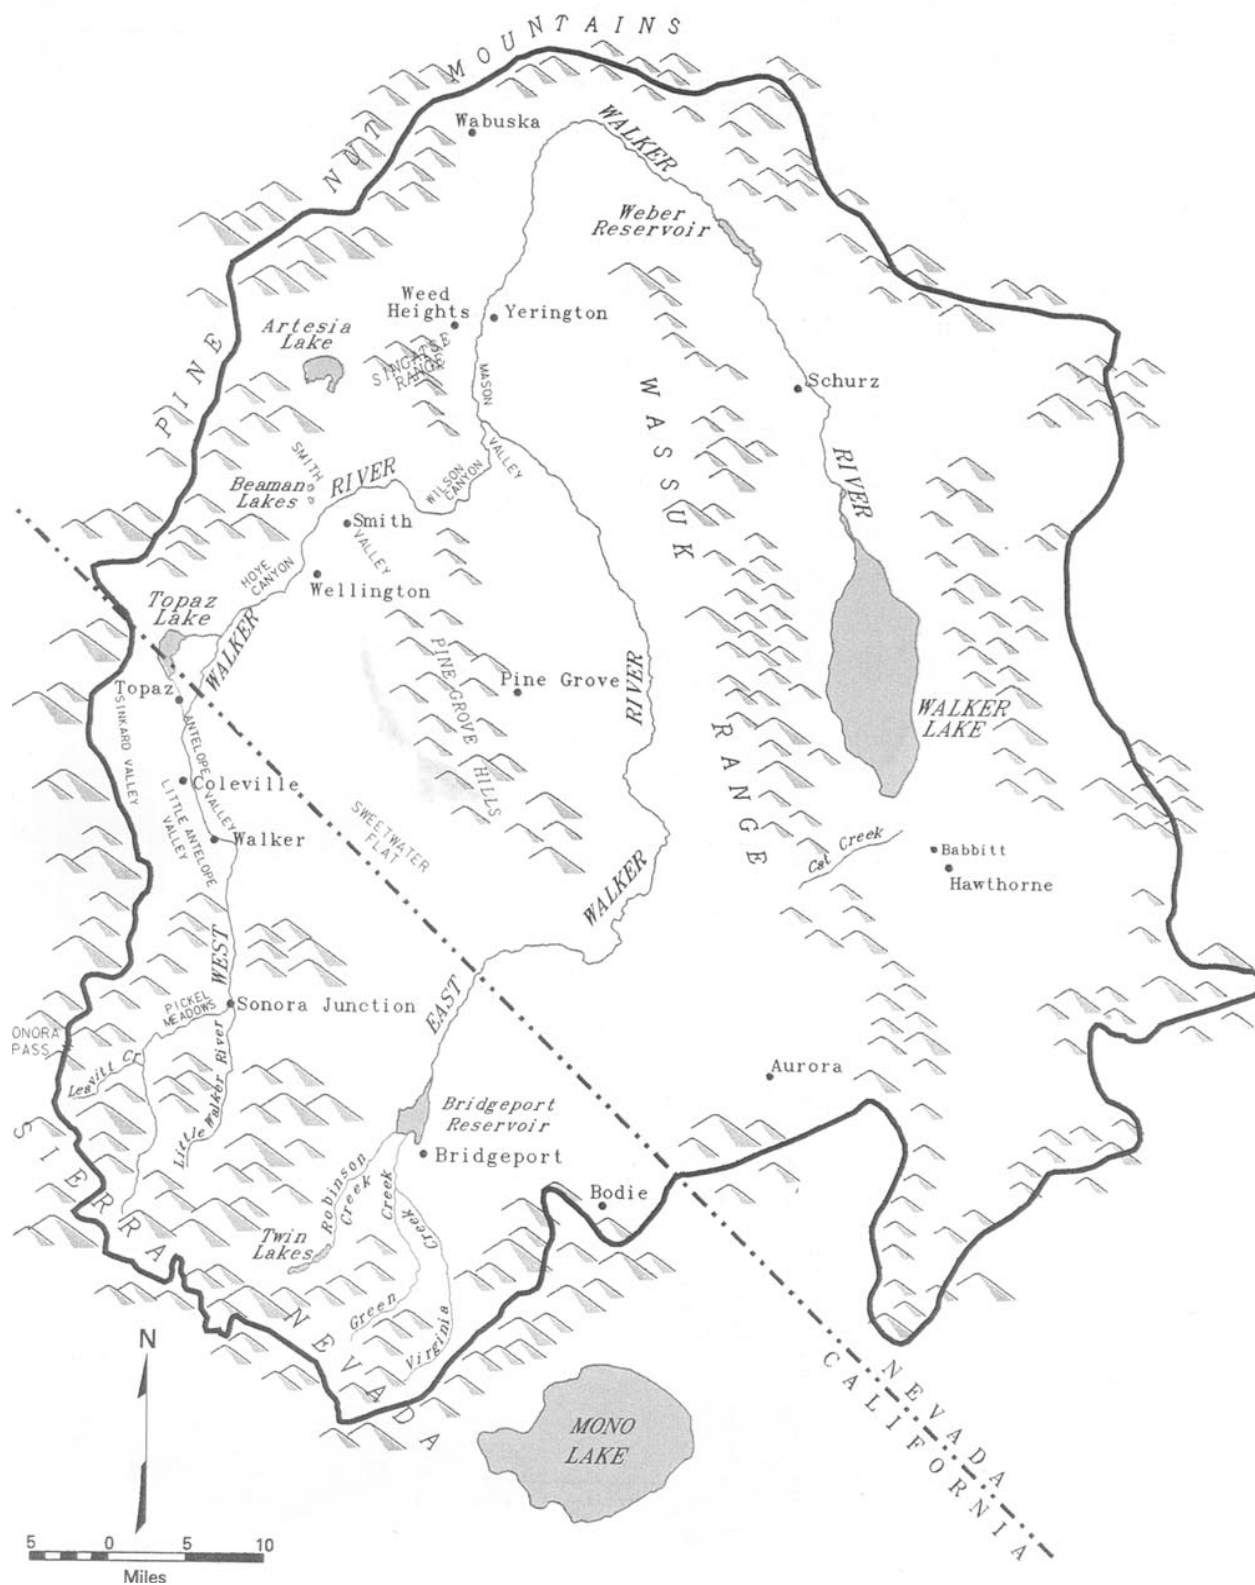 PINE NUT MOUNTAINS
Wabuska
WALKER
Weber
Reservoir
Weed
Heights
Yerington
Artesia
Lake
SINGATSE
RANGE
MASON
VALLEY
Schurz
WASSUK
RANGE
SMITH
VALLEY
Beaman
Lakes
RIVER
WILSON
CANYON
RIVER
Smith
HOYE
CANYON
Wellington
Topaz
Lake
WALKER
PINE GROVE HILLS
Pine Grove
RIVER
WALKER
LAKE
Topaz
SINKARD VALLEY
ANTELOPE VALLEY
Coleville
LITTLE ANTELOPE
VALLEY
Walker
SWEETWATER
FLAT
WALKER
Cat Creek
Babbitt
Hawthorne
WEST
EAST
PICKEL
MEADOWS
Sonora Junction
ONORA
PASS
Leavitt Cr.
Little Walker River
Aurora
Bridgeport
Reservoir
Bridgeport
Robinson
Creek
Creek
Creek
Bodie
Twin
Lakes
Green
Virginia
SIERRA NEVADA
MONO
LAKE
NEVADA
CALIFORNIA
N
5 0 5 10
Miles